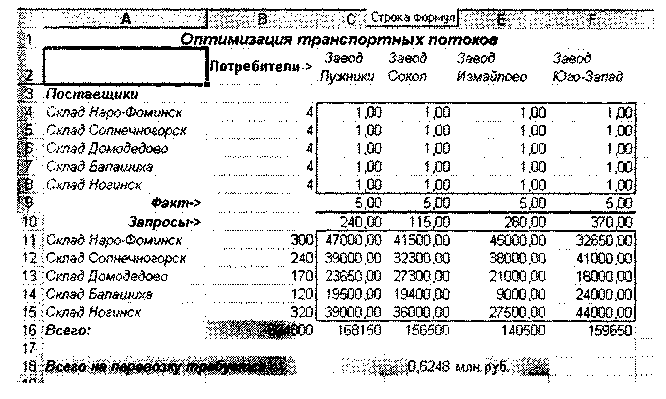 A B C Строка формул E F
1 Оптимизация транспортных потоков
Потребители-> Завод Завод Завод Завод
2 Лужники Сокол Измайлово Юго-Запад
3 Поставщики
4 Склад Наро-Фоминск 4 1,00 1,00 1,00 1,00
5 Склад Солнечногорск 4 1,00 1,00 1,00 1,00
6 Склад Домодедово 4 1,00 1,00 1,00 1,00
7 Склад Балашиха 4 1,00 1,00 1,00 1,00
8 Склад Ногинск 4 1,00 1,00 1,00 1,00
9 Факт-> 5,00 5,00 5,00 5,00
10 Запросы-> 240,00 115,00 260,00 370,00
11 Склад Наро-Фоминск 300 47000,00 41500,00 45000,00 32650,00
12 Склад Солнечногорск 240 39000,00 32300,00 38000,00 41000,00
13 Склад Домодедово 170 23650,00 27300,00 21000,00 18000,00
14 Склад Балашиха 120 19500,00 19400,00 9000,00 24000,00
15 Склад Ногинск 320 39000,00 36000,00 27500,00 44000,00
16 Всего: 168150 156500 140500 159650
17
18 Всего на перевозку требуется 0,6248 млн.руб.